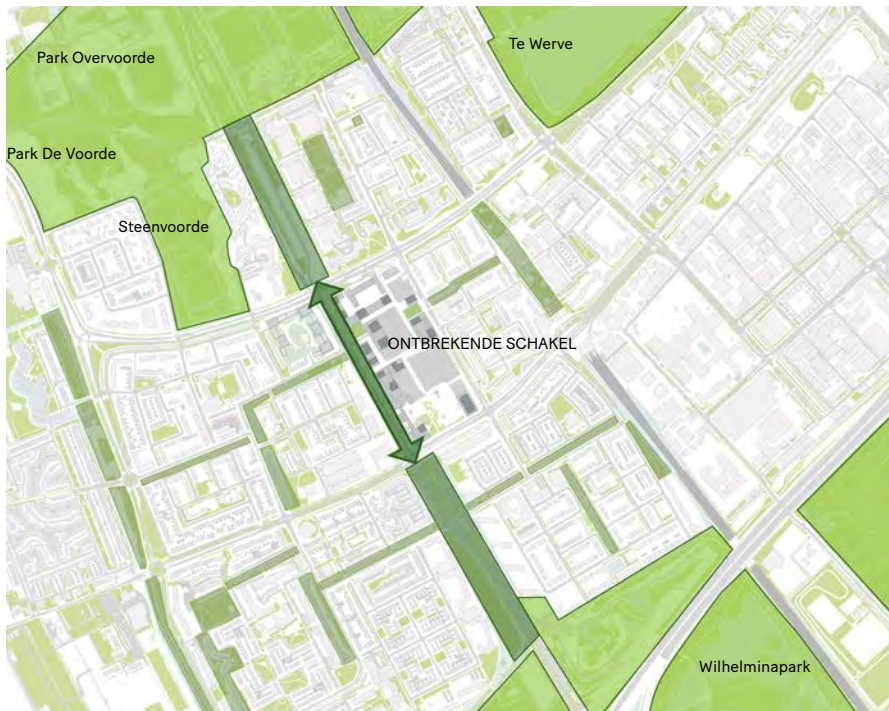 Park Overvoorde
Te Werve
Park De Voorde
Steenvoorde
ONTBREKENDE SCHAKEL
Wilhelminapark